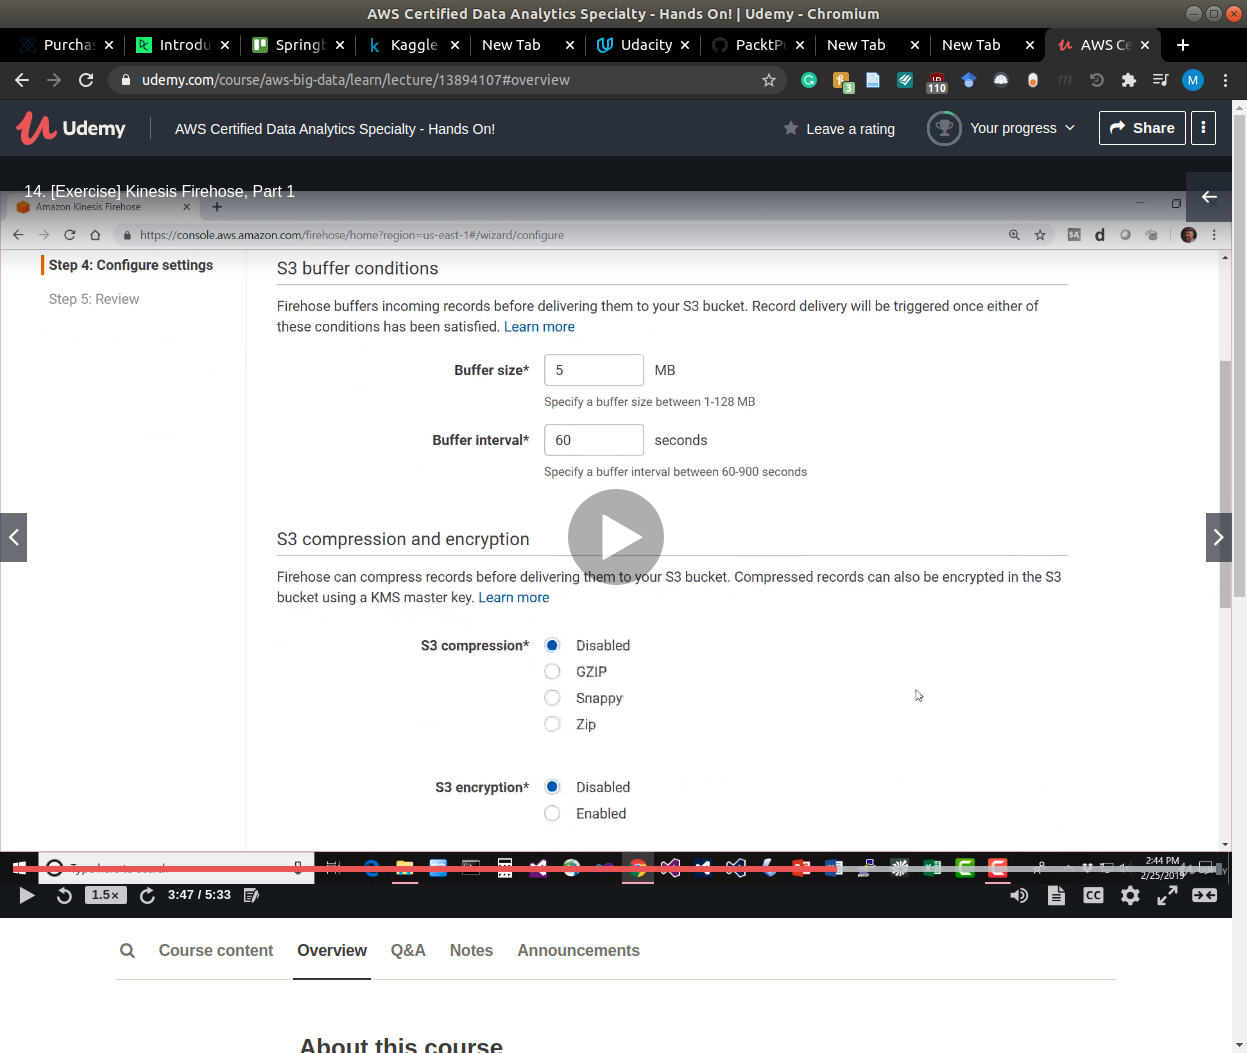 AWS Certified Data Analytics Specialty - Hands On! | Udemy - Chromium
Purchas
Introdu
Springb
Kaggle
New Tab
Udacity
PacktPu
New Tab
New Tab
AWS Ce
udemy.com/course/aws-big-data/learn/lecture/13894107#overview
3
110
M
Udemy
AWS Certified Data Analytics Specialty - Hands On!
Leave a rating
Your progress
Share
14. [Exercise] Kinesis Firehose, Part 1
Amazon Kinesis Firehose
https://console.aws.amazon.com/firehose/home?region=us-east-1#/wizard/configure
Step 4: Configure settings
Step 5: Review
S3 buffer conditions
Firehose buffers incoming records before delivering them to your S3 bucket. Record delivery will be triggered once either of
these conditions has been satisfied. Learn more
Buffer size* 5 MB
Specify a buffer size between 1-128 MB
Buffer interval* 60 seconds
Specify a buffer interval between 60-900 seconds
S3 compression and encryption
Firehose can compress records before delivering them to your S3 bucket. Compressed records can also be encrypted in the S3
bucket using a KMS master key. Learn more
S3 compression* Disabled
GZIP
Snappy
Zip
S3 encryption* Disabled
Enabled
2:44 PM
2/25/2019
1.5×
3:47 / 5:33
CC
Course content
Overview
Q&A
Notes
Announcements
About this course